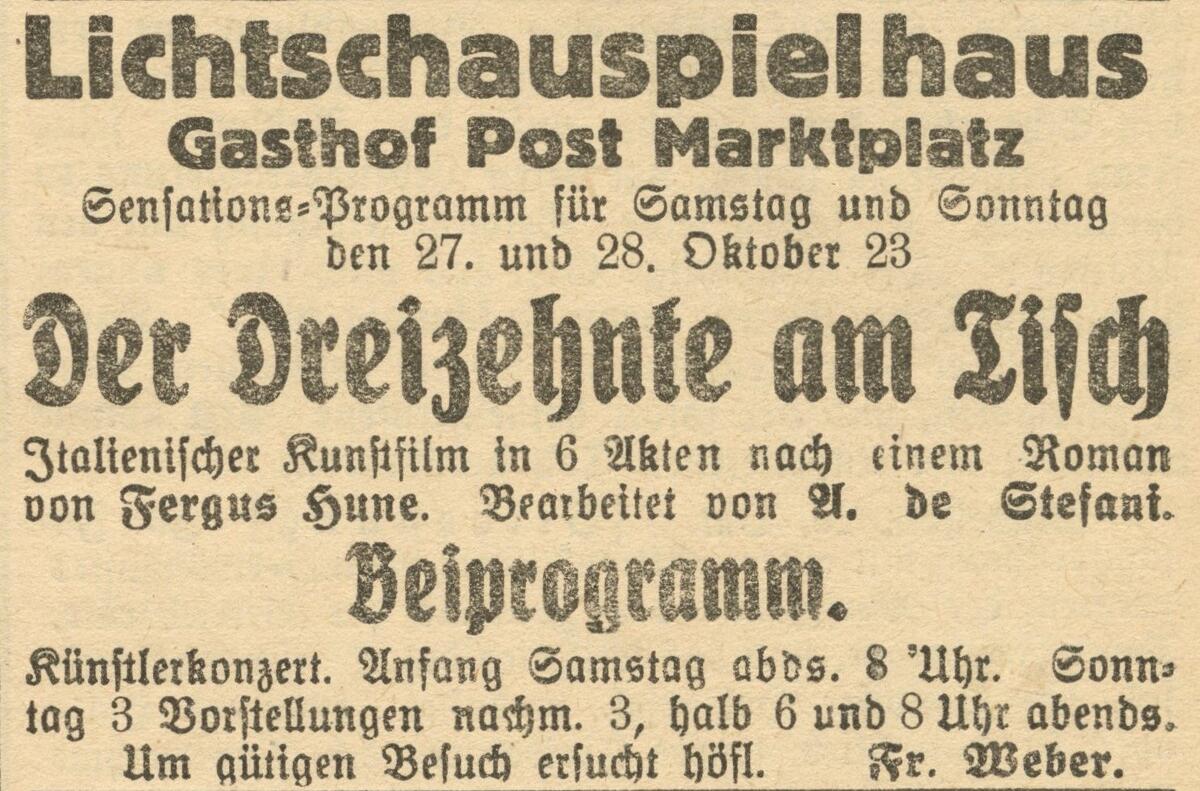 Lichtschauspielhaus
Gasthof Post Marktplatz
Sensations-Programm für Samstag und Sonntag
den 27. und 28. Oktober 23
Der Dreizehnte am Tisch
Italienischer Kunstfilm in 6 Akten nach einem Roman
von Fergus Hune. Bearbeitet von A. de Stefani.
Beiprogramm.
Künstlerkonzert. Anfang Samstag abds. 8 'Uhr. Sonn-
tag 3 Vorstellungen nachm. 3, halb 6 und 8 Uhr abends.
Um gütigen Besuch ersucht höfl. Fr. Weber.